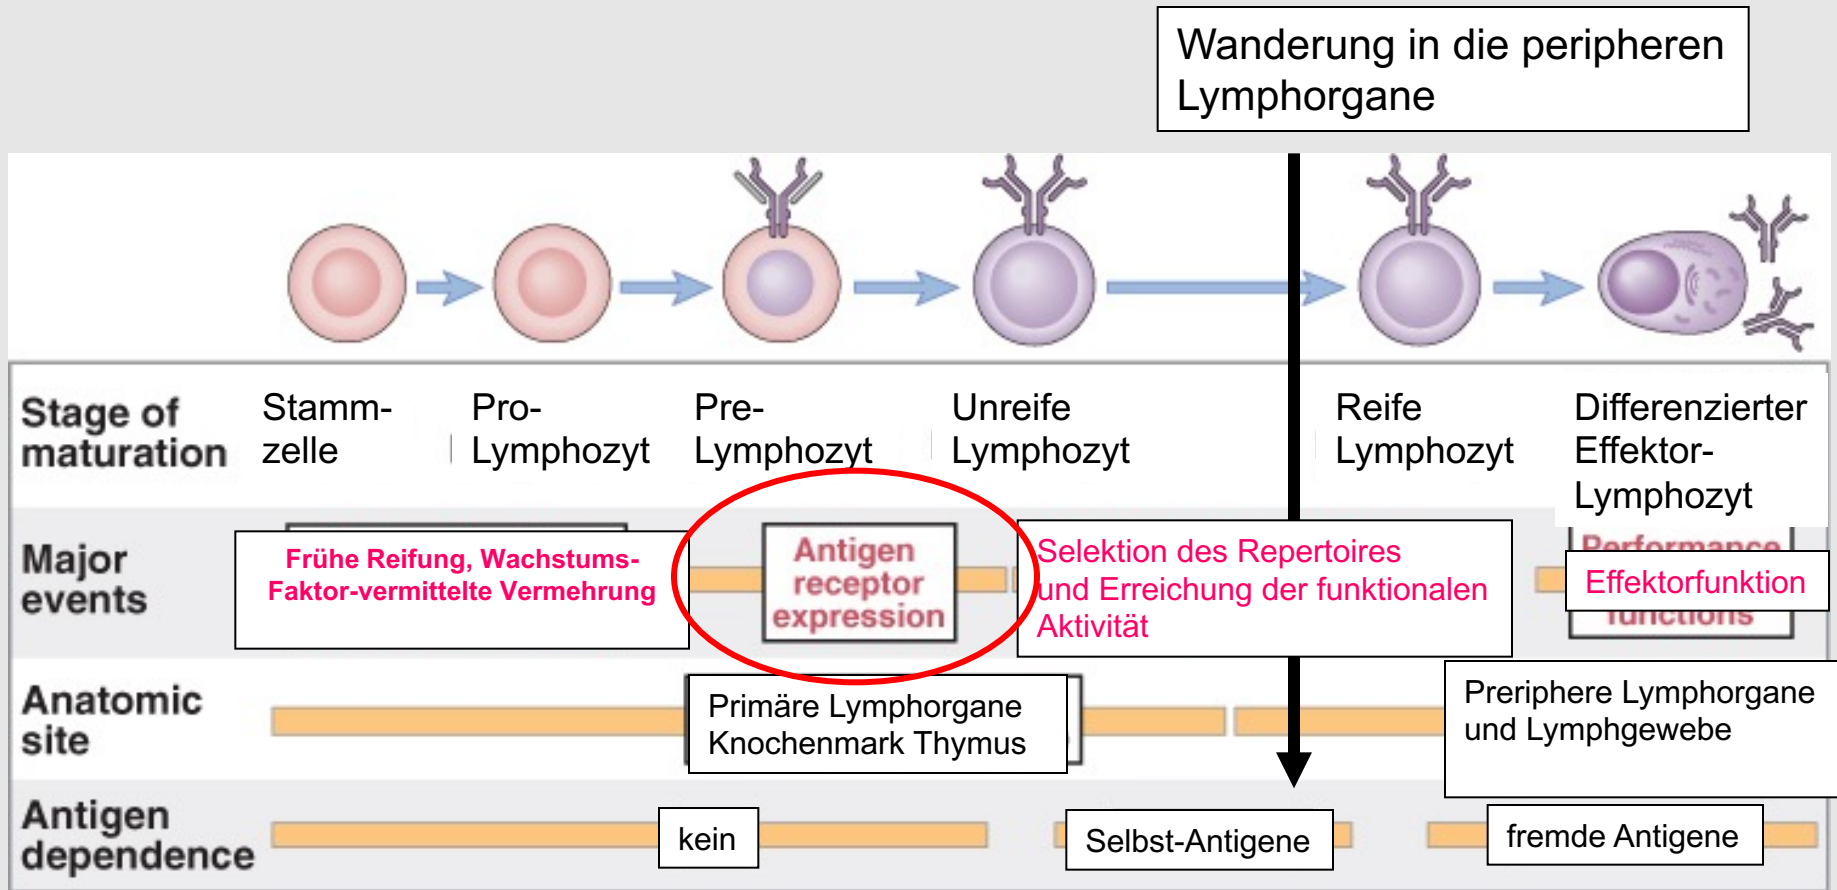 Wanderung in die peripheren
Lymphorgane
Stage of
maturation
Stamm-
zelle
Pro-
Lymphozyt
Pre-
Lymphozyt
Unreife
Lymphozyt
Reife
Lymphozyt
Differenzierter
Effektor-
Lymphozyt
Major
events
Frühe Reifung, Wachstums-
Faktor-vermittelte Vermehrung
Antigen
receptor
expression
Selektion des Repertoires
und Erreichung der funktionalen
Aktivität
Performance
Effektorfunktion
functions
Anatomic
site
Primäre Lymphorgane
Knochenmark Thymus
Preriphere Lymphorgane
und Lymphgewebe
Antigen
dependence
kein
Selbst-Antigene
fremde Antigene